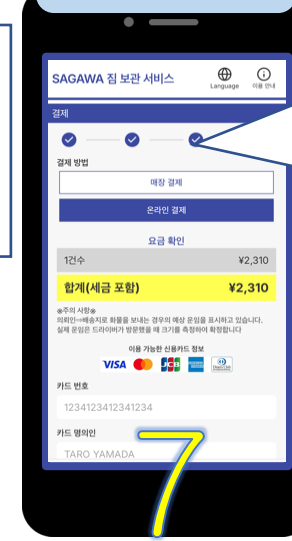 SAGAWA 짐 보관 서비스
Language
이용 안내
결제
결제 방법
매장 결제
온라인 결제
요금 확인
1건수 ¥2,310
합계(세금 포함) ¥2,310
※주의 사항※
의뢰인→배송지로 화물을 보내는 경우의 예상 운임을 표시하고 있습니다.
실제 운임은 드라이버가 방문했을 때 크기를 측정하여 확정합니다
이용 가능한 신용카드 정보
VISA JCB
카드 번호
1234123412341234
카드 명의인
TARO YAMADA
7